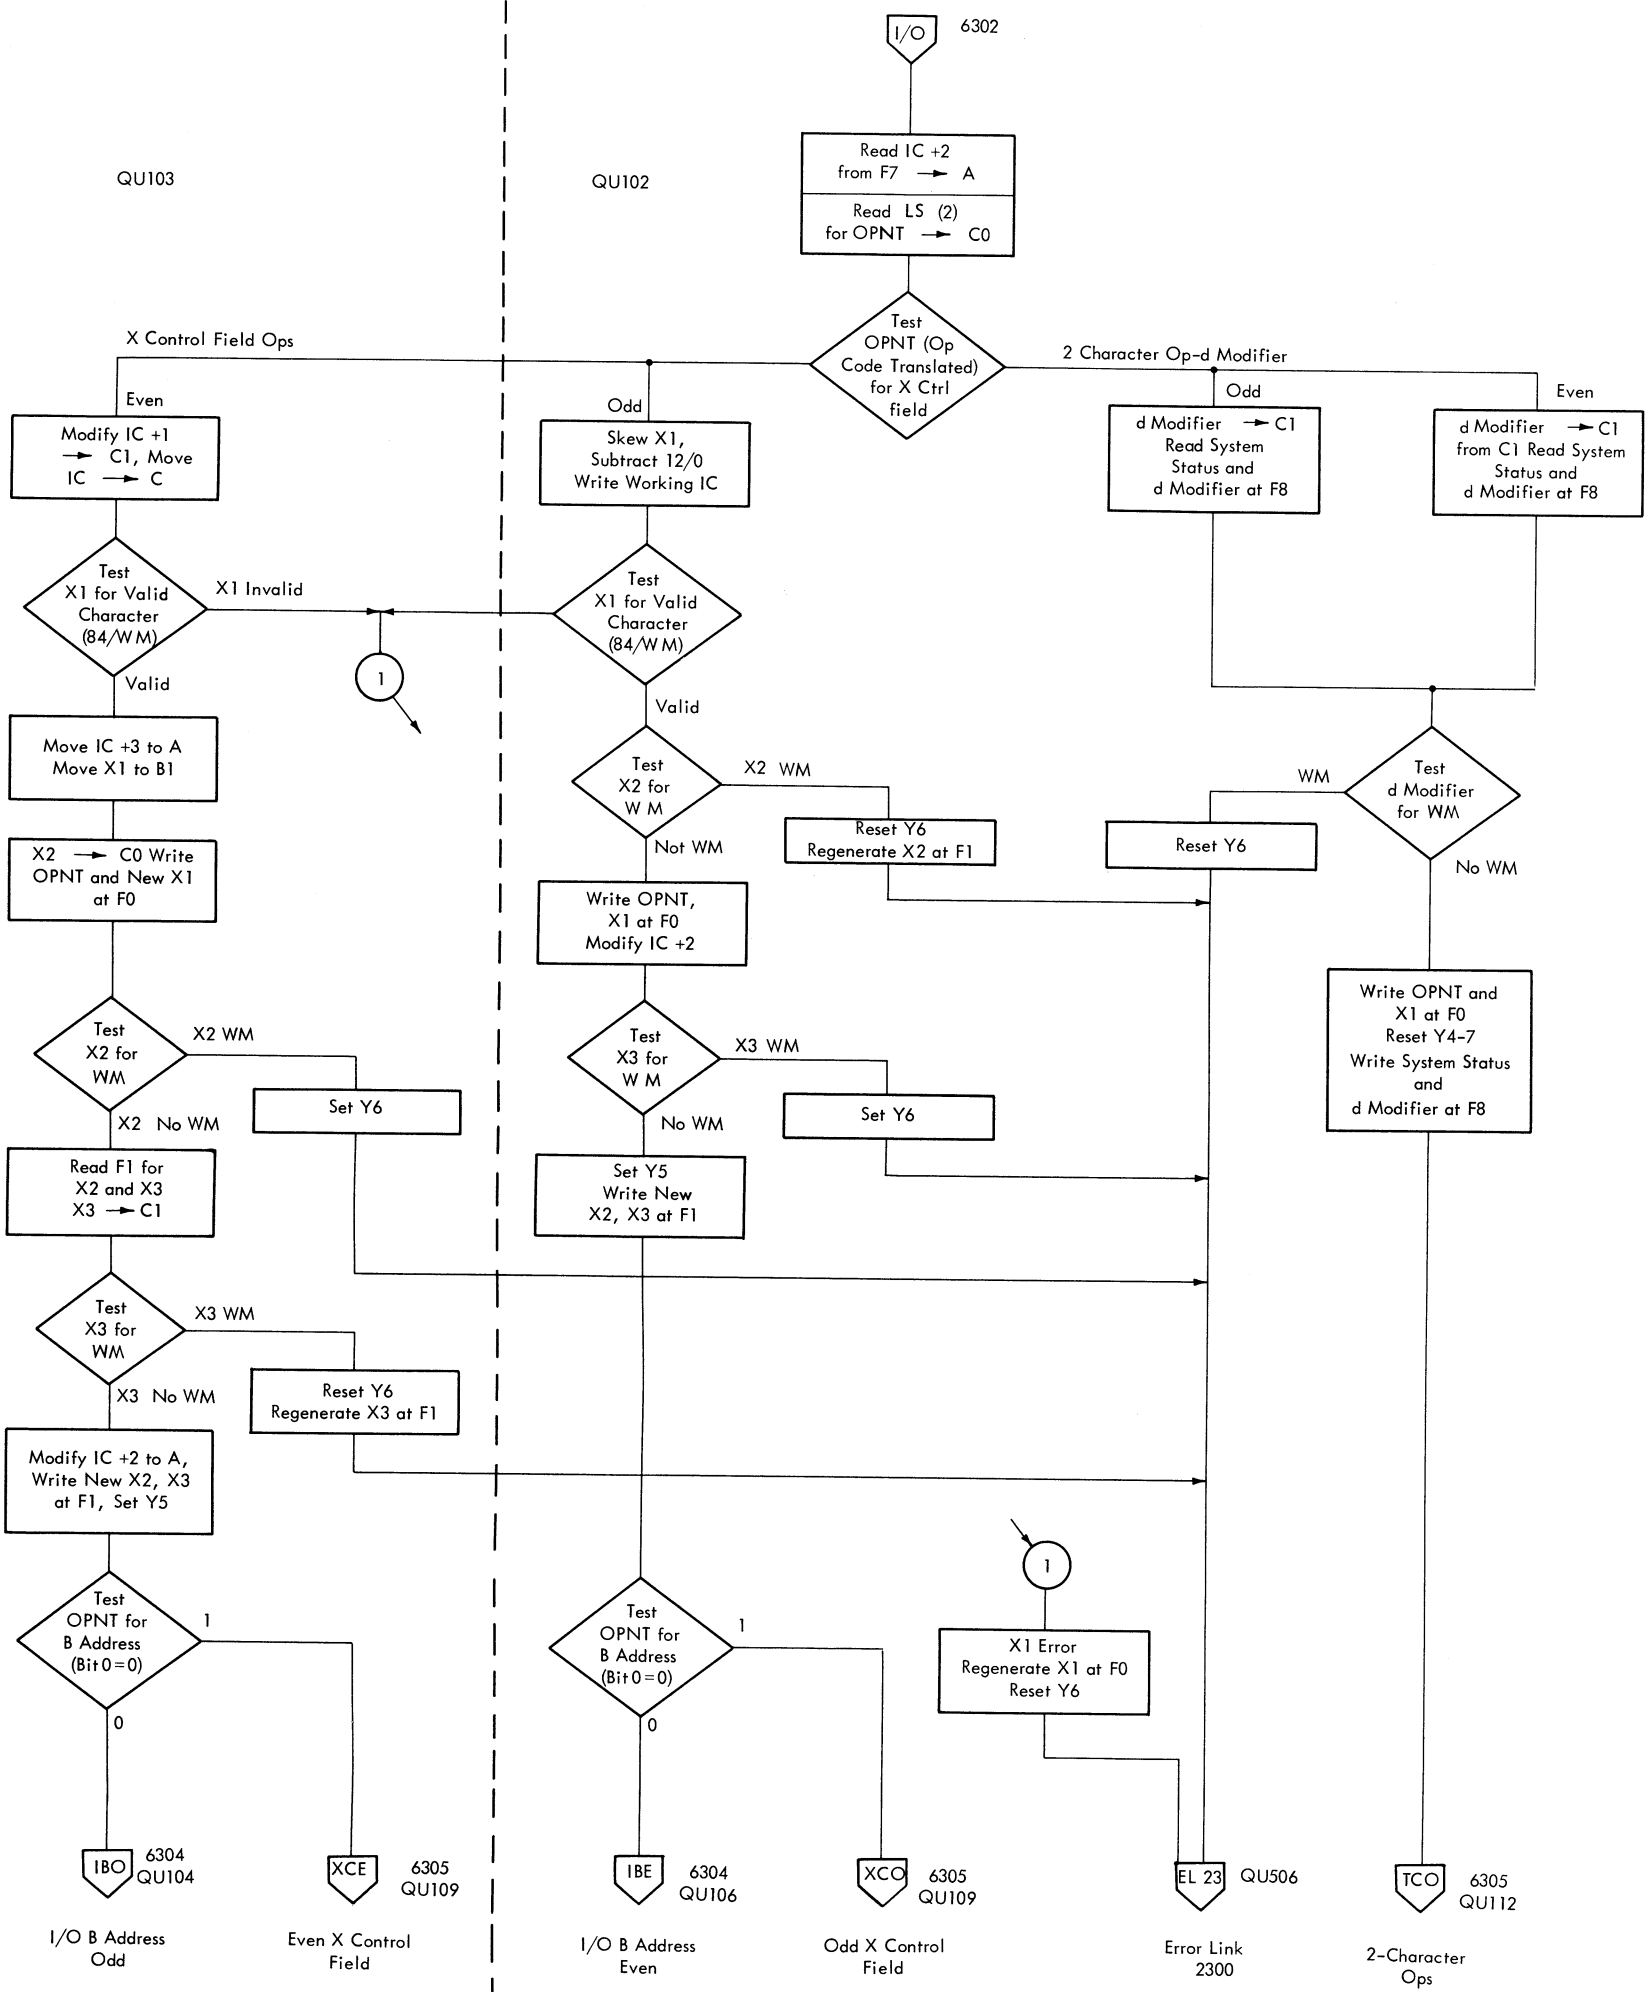 I/O
6302
QU103
QU102
Read IC +2
from F7 → A
Read LS (2)
for OPNT → C0
Test
OPNT (Op
Code Translated)
for X Ctrl
field
X Control Field Ops
2 Character Op-d Modifier
Even
Odd
Odd
Even
Modify IC +1
→ C1, Move
IC → C
Skew X1,
Subtract 12/0
Write Working IC
d Modifier → C1
Read System
Status and
d Modifier at F8
d Modifier → C1
from C1 Read System
Status and
d Modifier at F8
Test
X1 for Valid
Character
(84/WM)
X1 Invalid
Test
X1 for Valid
Character
(84/WM)
1
Valid
Valid
Move IC +3 to A
Move X1 to B1
Test
X2 for
WM
X2 WM
WM
Test
d Modifier
for WM
Reset Y6
Regenerate X2 at F1
Reset Y6
Not WM
No WM
X2 → C0 Write
OPNT and New X1
at F0
Write OPNT,
X1 at F0
Modify IC +2
Write OPNT and
X1 at F0
Reset Y4-7
Write System Status
and
d Modifier at F8
Test
X2 for
WM
X2 WM
Test
X3 for
WM
X3 WM
Set Y6
Set Y6
X2 No WM
No WM
Read F1 for
X2 and X3
X3 → C1
Set Y5
Write New
X2, X3 at F1
Test
X3 for
WM
X3 WM
Reset Y6
Regenerate X3 at F1
X3 No WM
Modify IC +2 to A,
Write New X2, X3
at F1, Set Y5
1
Test
OPNT for
B Address
(Bit 0=0)
1
Test
OPNT for
B Address
(Bit 0=0)
1
X1 Error
Regenerate X1 at F0
Reset Y6
0
0
IBO
6304
QU104
XCE
6305
QU109
IBE
6304
QU106
XCO
6305
QU109
EL 23
QU506
TCO
6305
QU112
I/O B Address
Odd
Even X Control
Field
I/O B Address
Even
Odd X Control
Field
Error Link
2300
2-Character
Ops